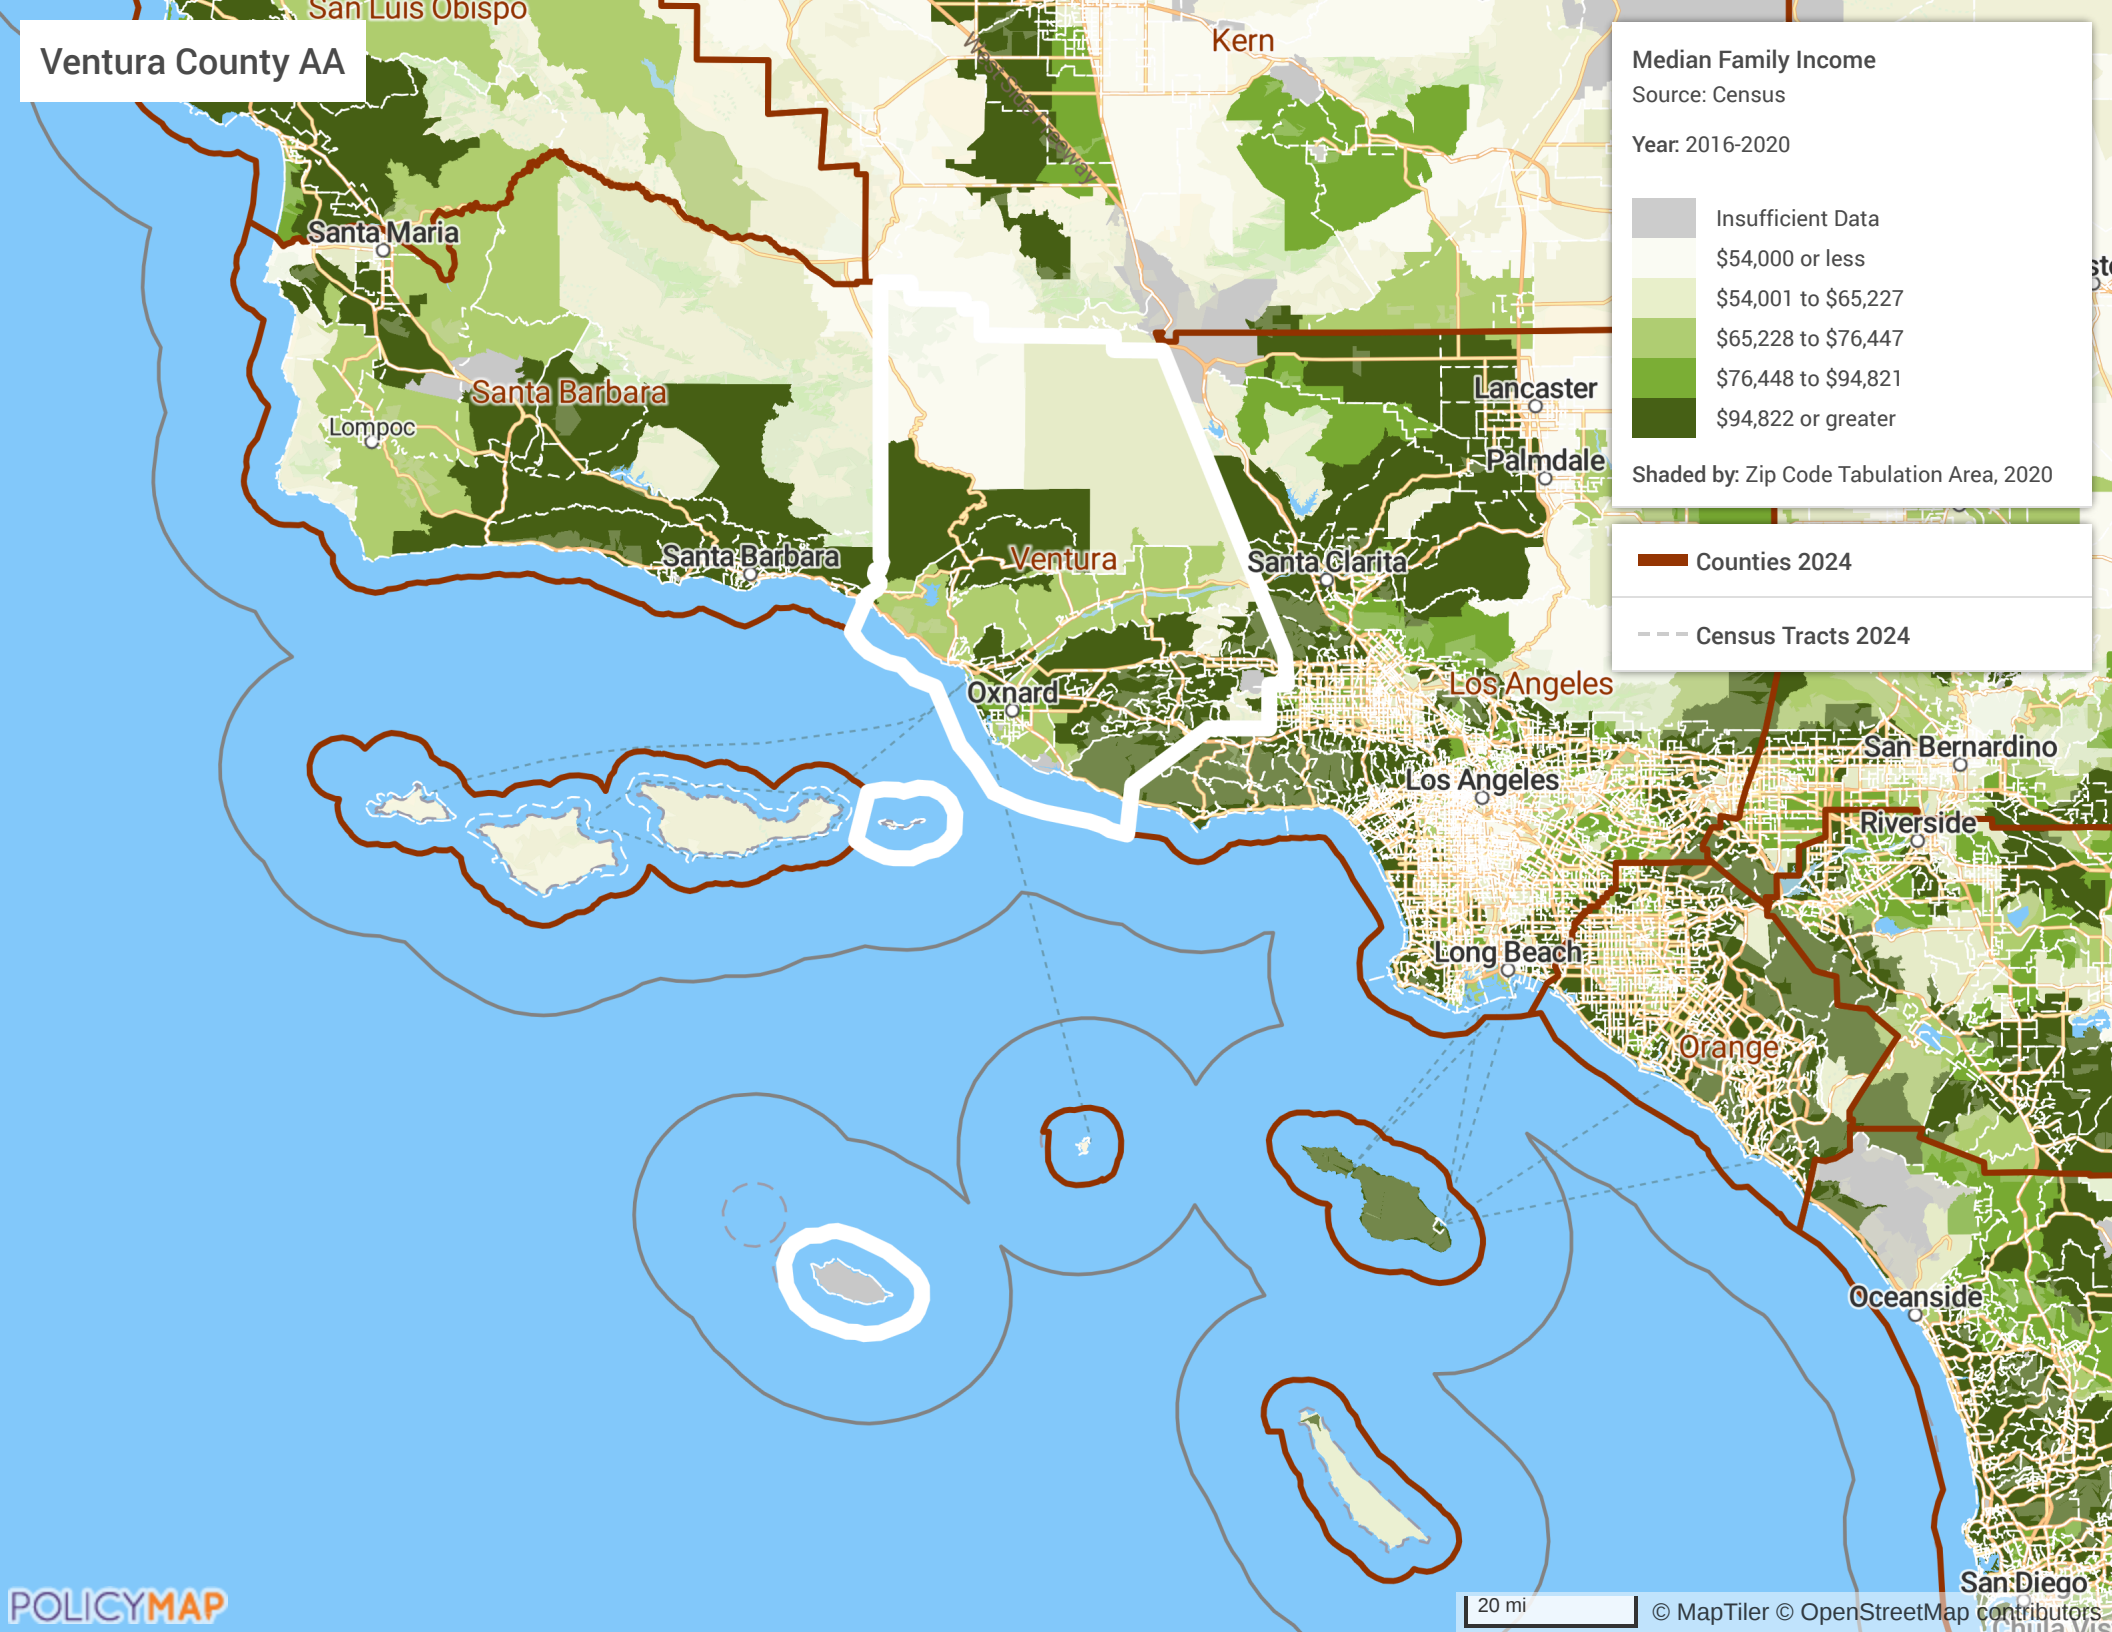 San Luis Obispo
Ventura County AA
Kern
West Side Freeway
Median Family Income
Source: Census
Year: 2016-2020
Insufficient Data
$54,000 or less
$54,001 to $65,227
$65,228 to $76,447
$76,448 to $94,821
$94,822 or greater
Shaded by: Zip Code Tabulation Area, 2020
Counties 2024
Census Tracts 2024
Santa Maria
Santa Barbara
Lompoc
Lancaster
Palmdale
Santa Barbara
Ventura
Santa Clarita
Oxnard
Los Angeles
San Bernardino
Los Angeles
Riverside
Long Beach
Orange
Oceanside
San Diego
POLICYMAP
20 mi
© MapTiler © OpenStreetMap contributors